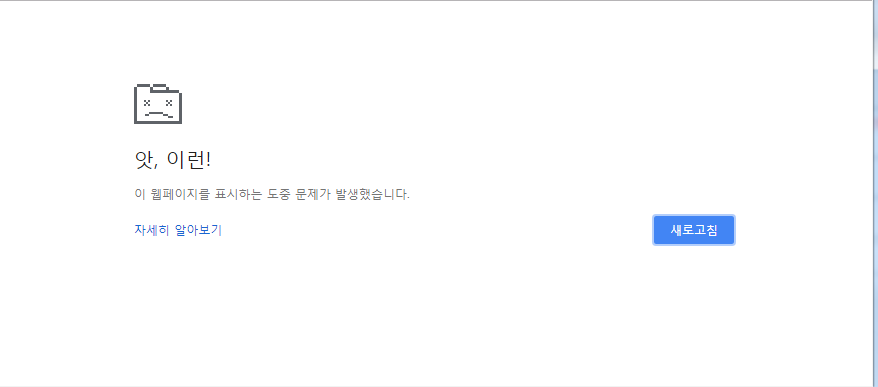 앗, 이런!
이 웹페이지를 표시하는 도중 문제가 발생했습니다.
자세히 알아보기
새로고침